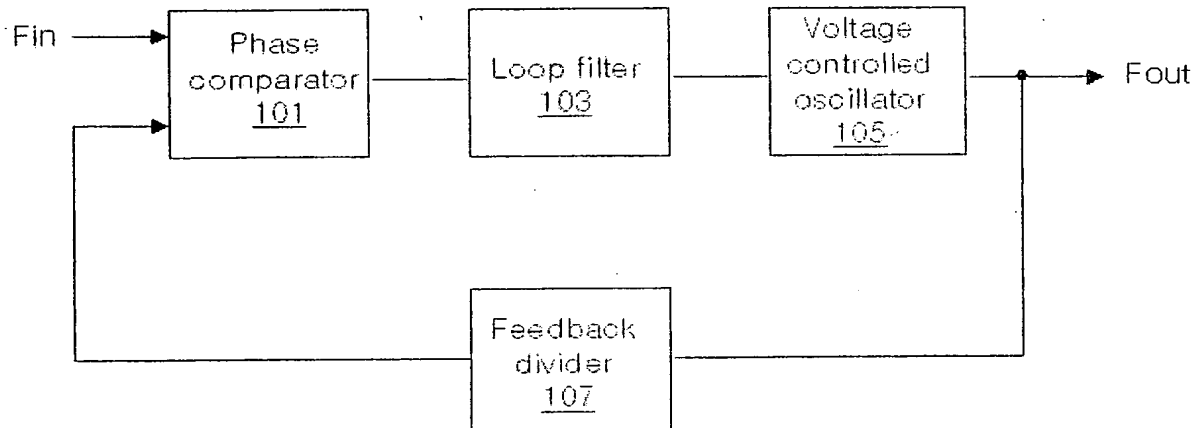 Fin
Phase
comparator
101
Loop filter
103
Voltage
controlled
oscillator
105
Fout
Feedback
divider
107